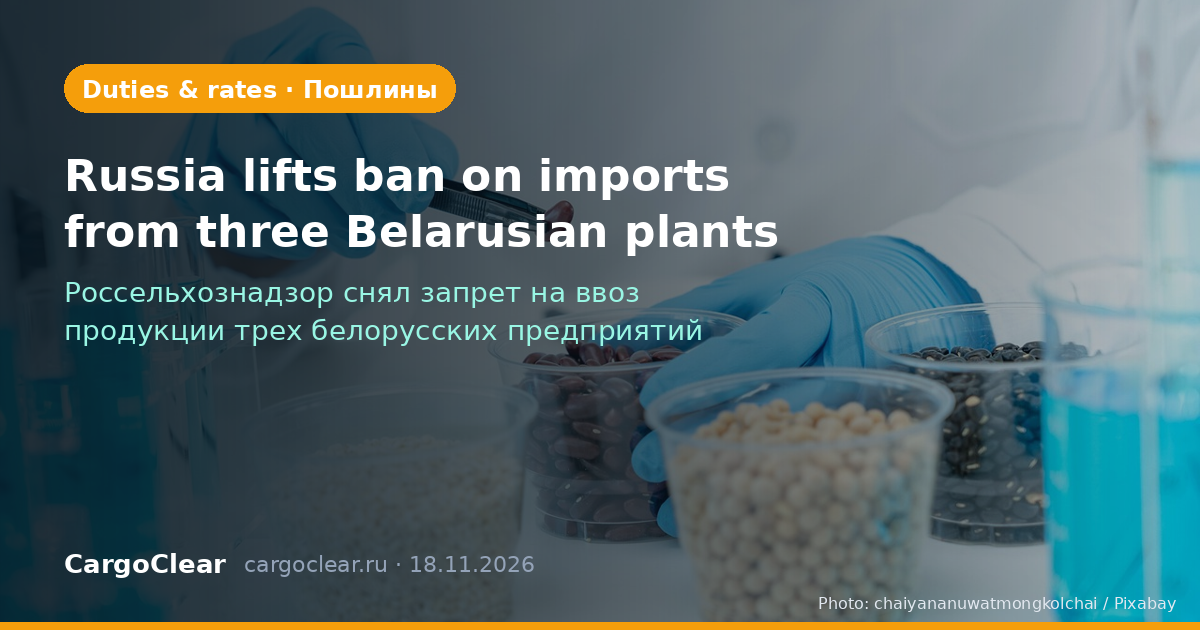 Duties & rates · Пошлины
Russia lifts ban on imports
from three Belarusian plants
Россельхознадзор снял запрет на ввоз
продукции трех белорусских предприятий
CargoClear cargoclear.ru · 18.11.2026
Photo: chaiyananuwatmongkolchai / Pixabay